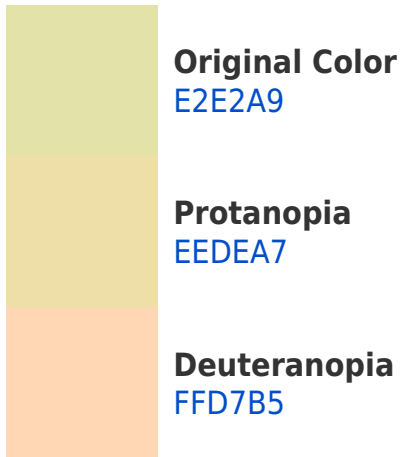 Original Color
E2E2A9
Protanopia
EEDEA7
Deuteranopia
FFD7B5